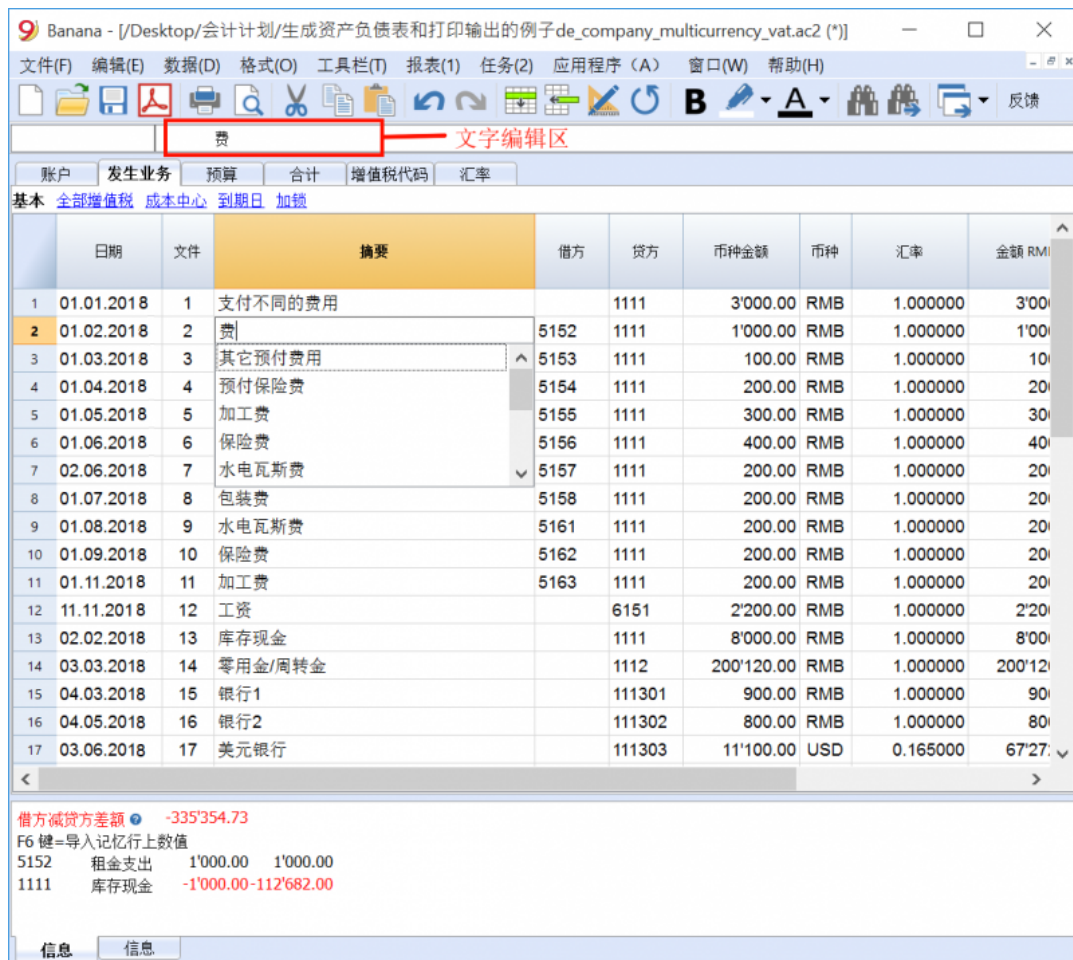 Banana - [/Desktop/会计计划/生成资产负债表和打印输出的例子de_company_multicurrency_vat.ac2 (*)]
文件(F) 编辑(E) 数据(D) 格式(O) 工具栏(T) 报表(1) 任务(2) 应用程序（A） 窗口(W) 帮助(H)
B A 反馈
费 文字编辑区
账户 发生业务 预算 合计 增值税代码 汇率
基本 全部增值税 成本中心 到期日 加锁
日期 文件 摘要 借方 贷方 币种金额 币种 汇率 金额 RM
1 01.01.2018 1 支付不同的费用 1111 3'000.00 RMB 1.000000 3'00
2 01.02.2018 2 费 5152 1111 1'000.00 RMB 1.000000 1'00
3 01.03.2018 3 其它预付费用 5153 1111 100.00 RMB 1.000000 10
4 01.04.2018 4 预付保险费 5154 1111 200.00 RMB 1.000000 20
5 01.05.2018 5 加工费 5155 1111 300.00 RMB 1.000000 30
6 01.06.2018 6 保险费 5156 1111 400.00 RMB 1.000000 40
7 02.06.2018 7 水电瓦斯费 5157 1111 200.00 RMB 1.000000 20
8 01.07.2018 8 包装费 5158 1111 200.00 RMB 1.000000 20
9 01.08.2018 9 水电瓦斯费 5161 1111 200.00 RMB 1.000000 20
10 01.09.2018 10 保险费 5162 1111 200.00 RMB 1.000000 20
11 01.11.2018 11 加工费 5163 1111 200.00 RMB 1.000000 20
12 11.11.2018 12 工资 6151 2'200.00 RMB 1.000000 2'20
13 02.02.2018 13 库存现金 1111 8'000.00 RMB 1.000000 8'00
14 03.03.2018 14 零用金/周转金 1112 200'120.00 RMB 1.000000 200'12
15 04.03.2018 15 银行1 111301 900.00 RMB 1.000000 90
16 04.05.2018 16 银行2 111302 800.00 RMB 1.000000 80
17 03.06.2018 17 美元银行 111303 11'100.00 USD 0.165000 67'27
借方减贷方差额 -335'354.73
F6 键=导入记忆行上数值
5152 租金支出 1'000.00 1'000.00
1111 库存现金 -1'000.00 -112'682.00
信息 信息